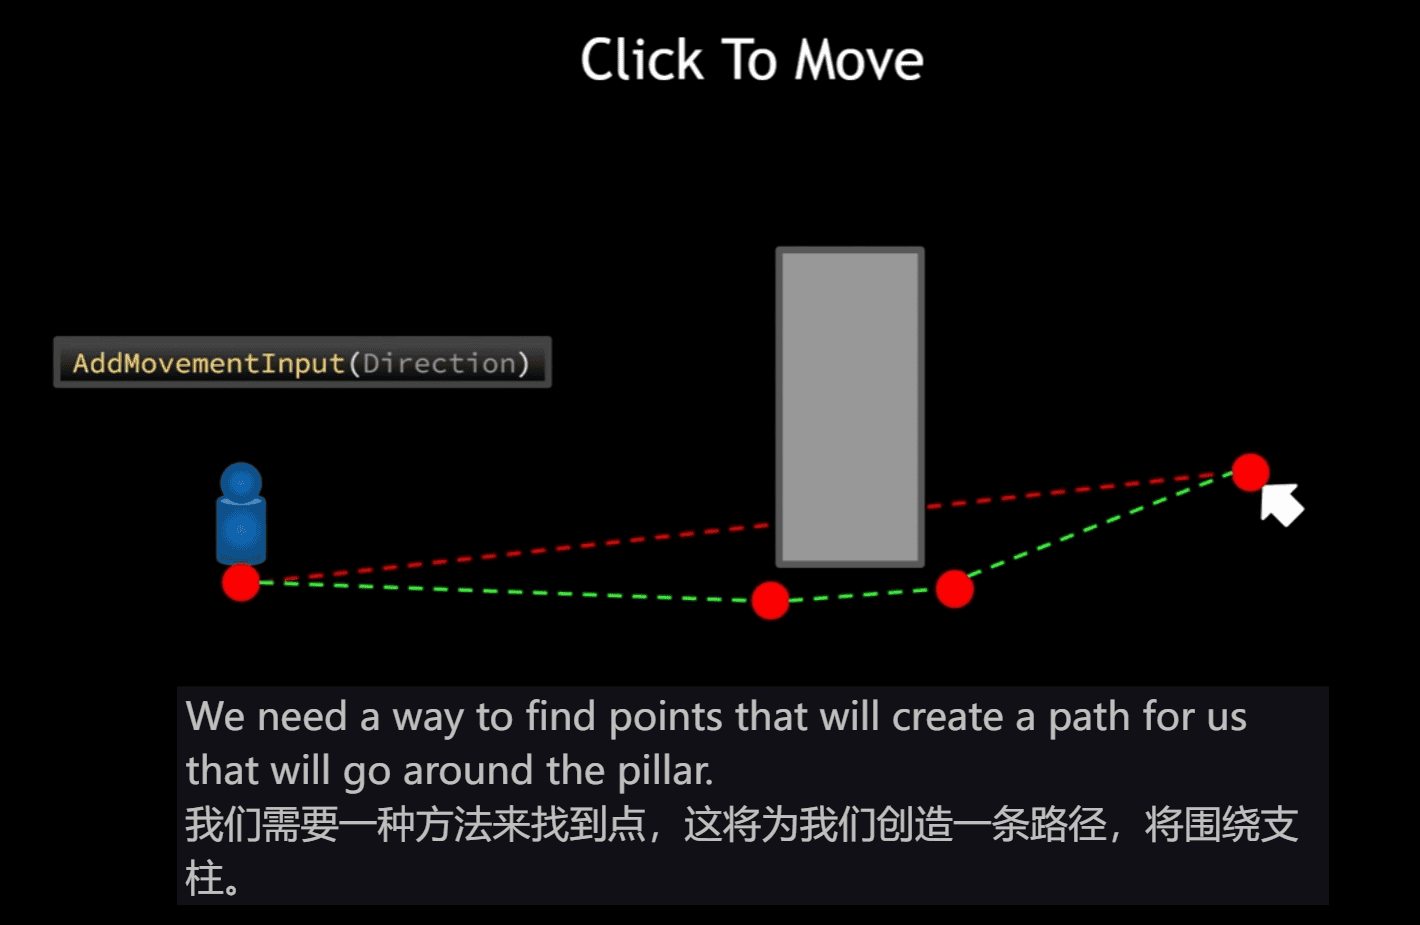 Click To Move
AddMovementInput(Direction)
We need a way to find points that will create a path for us
that will go around the pillar.
我们需要一种方法来找到点，这将为我们创造一条路径，将围绕支
柱。